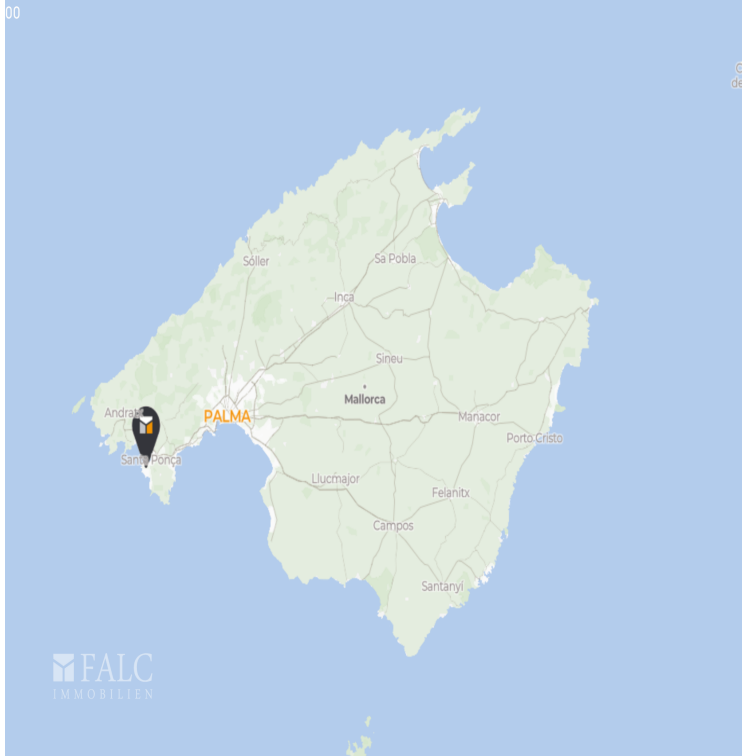 00
Sóller
Sa Pobla
Inca
Sineu
Mallorca
PALMA
Manacor
Porto Cristo
Santa Ponça
Llucmajor
Felanitx
Campos
Santanyi
FALC
IMMOBILIEN